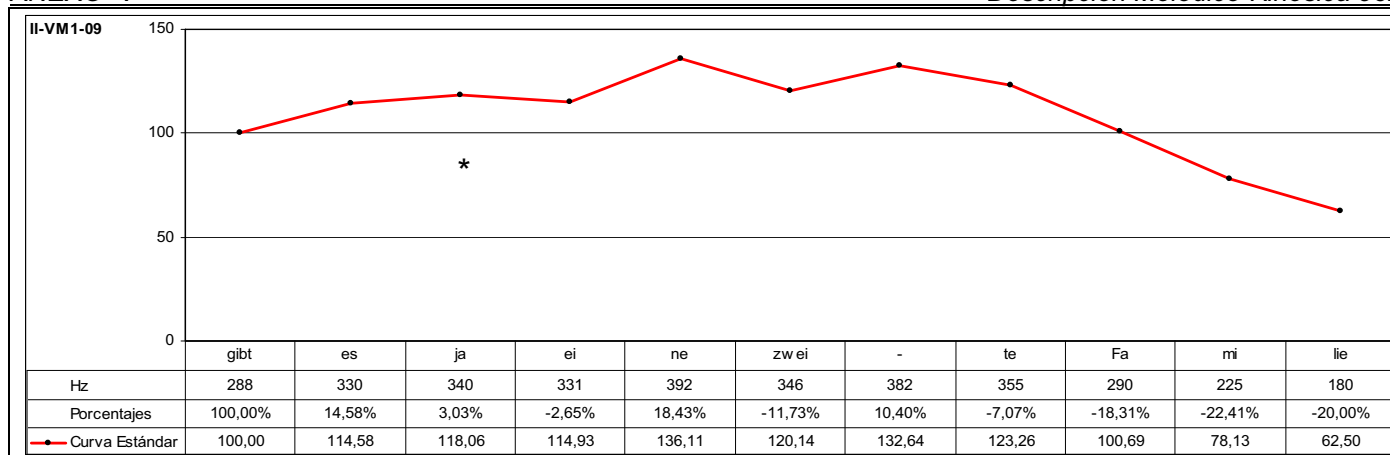 II-VM1-09
150
100
*
50
0
gibt es ja ei ne zwei - te Fa mi lie
Hz 288 330 340 331 392 346 382 355 290 225 180
Porcentajes 100,00% 14,58% 3,03% -2,65% 18,43% -11,73% 10,40% -7,07% -18,31% -22,41% -20,00%
Curva Estándar 100,00 114,58 118,06 114,93 136,11 120,14 132,64 123,26 100,69 78,13 62,50